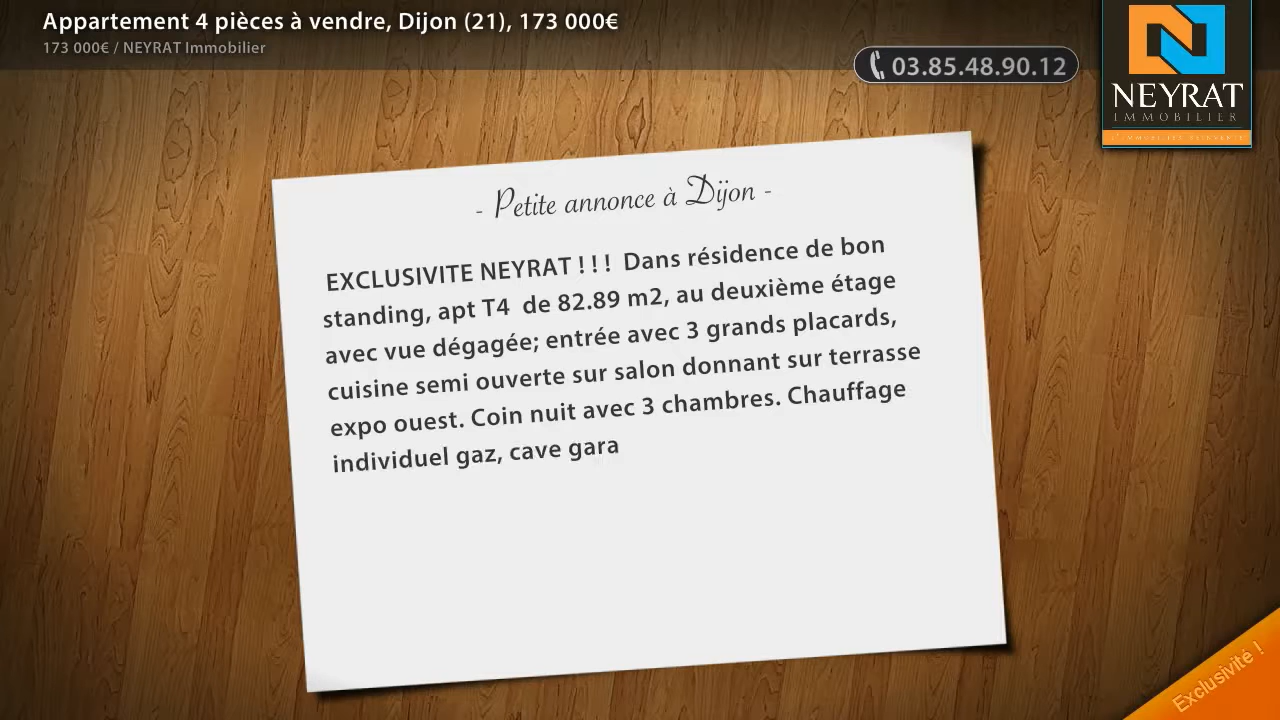 Appartement 4 pièces à vendre, Dijon (21), 173 000€
173 000€ / NEYRAT Immobilier
03.85.48.90.12
NEYRAT
IMMOBILIER
- Petite annonce à Dijon -
EXCLUSIVITE NEYRAT ! ! !  Dans résidence de bon
standing, apt T4  de 82.89 m2, au deuxième étage
avec vue dégagée; entrée avec 3 grands placards,
cuisine semi ouverte sur salon donnant sur terrasse
expo ouest. Coin nuit avec 3 chambres. Chauffage
individuel gaz, cave gara
Exclusivité !